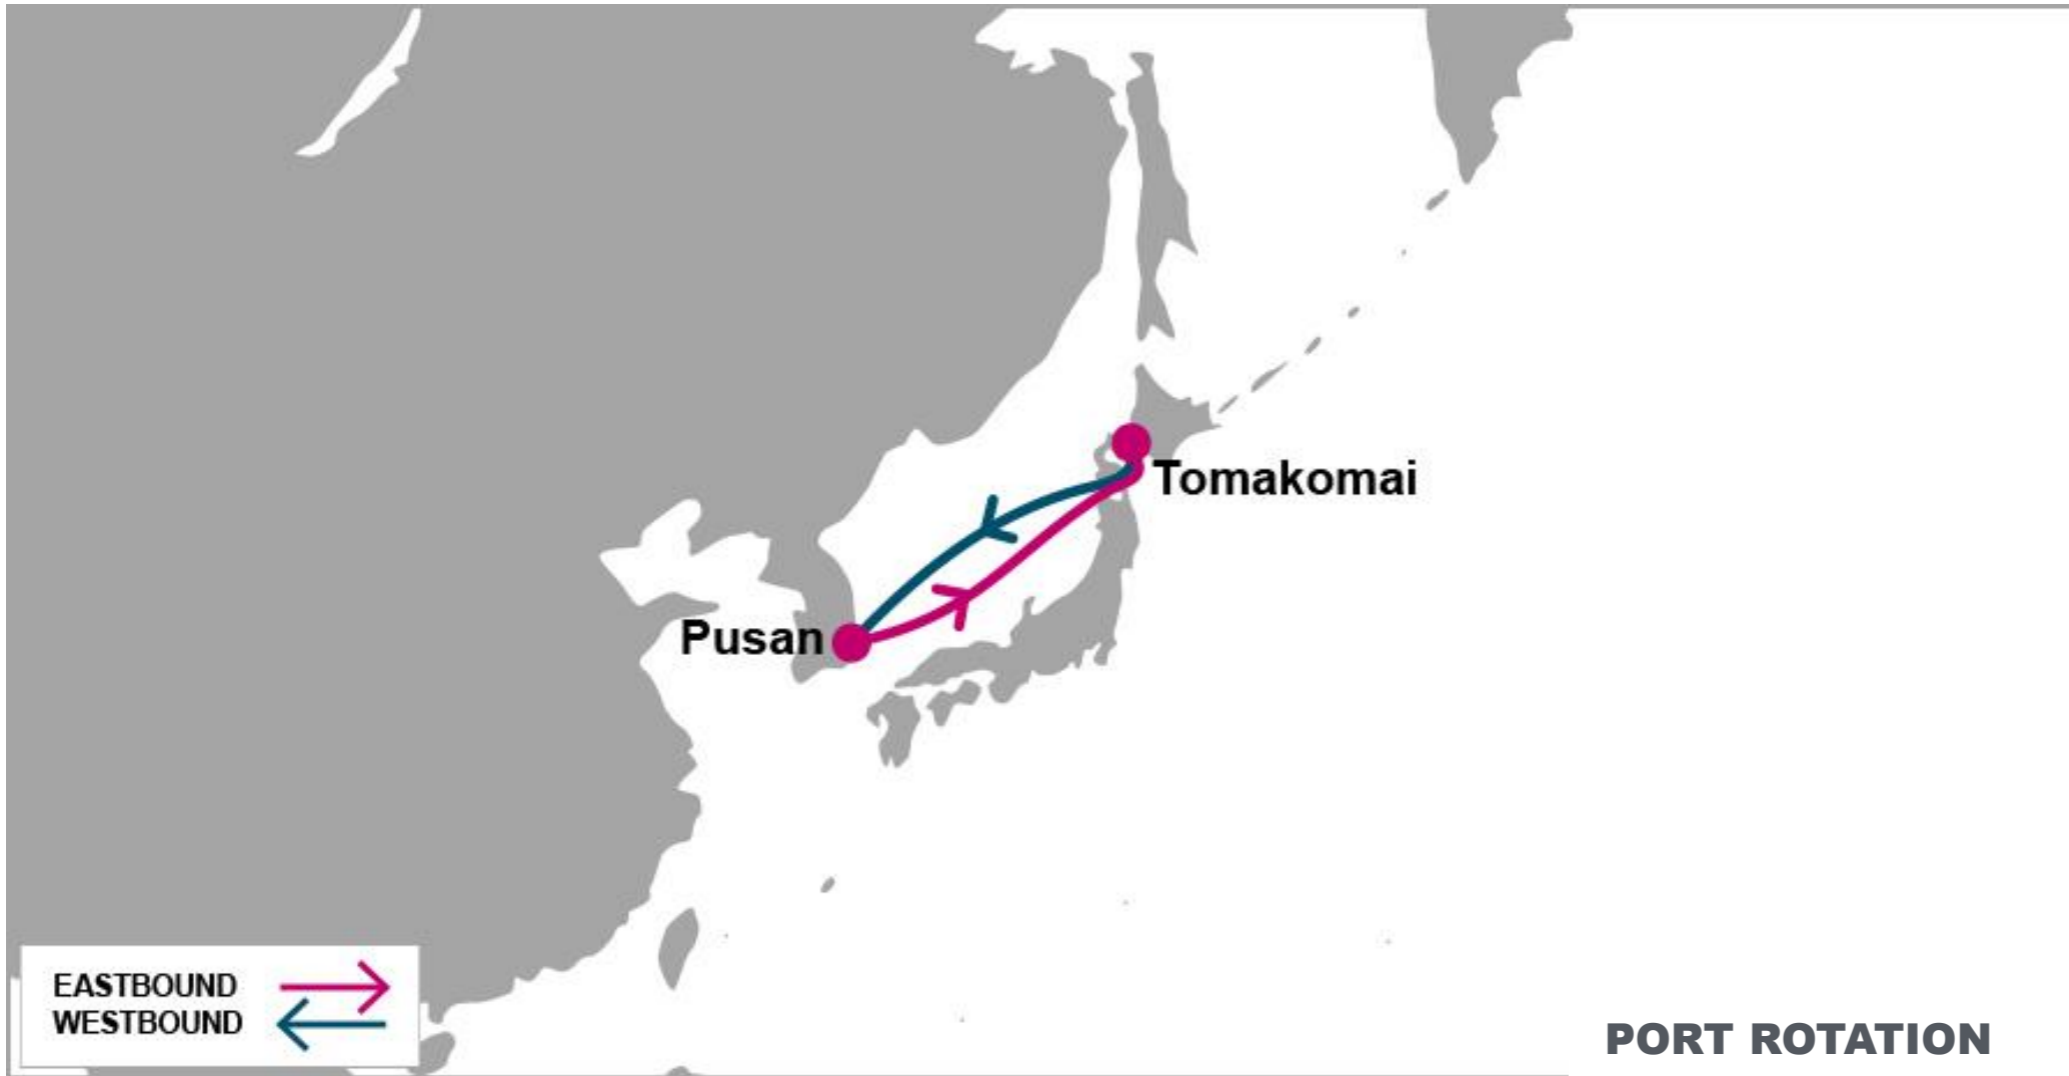 Tomakomai
Pusan
EASTBOUND
WESTBOUND
PORT ROTATION